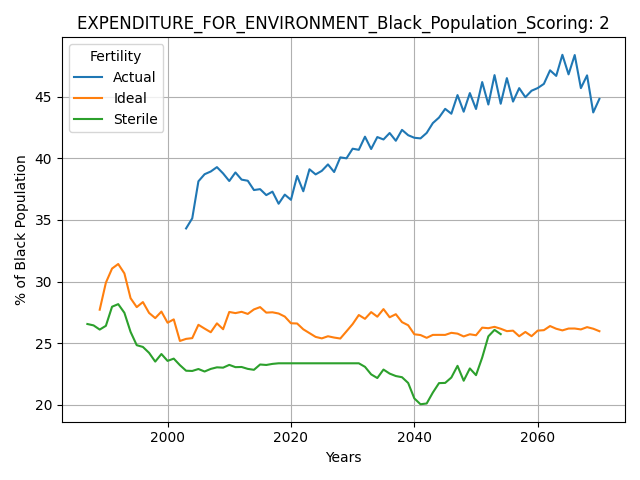 EXPENDITURE_FOR_ENVIRONMENT_Black_Population_Scoring: 2
Fertility
Actual
Ideal
Sterile
% of Black Population
45
40
35
30
25
20
2000 2020 2040 2060
Years